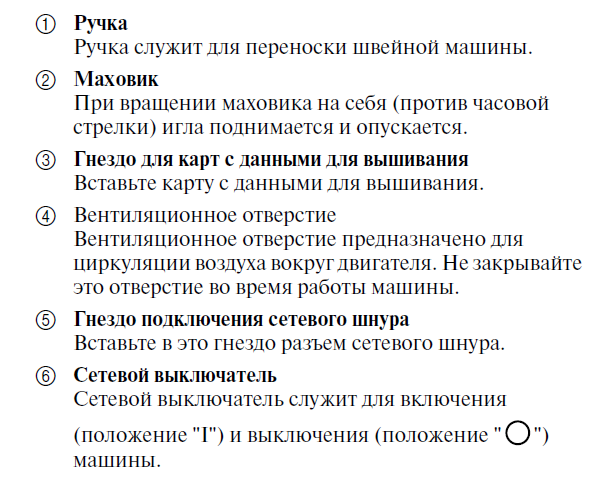 ① Ручка
Ручка служит для переноски швейной машины.
② Маховик
При вращении маховика на себя (против часовой
стрелки) игла поднимается и опускается.
③ Гнездо для карт с данными для вышивания
Вставьте карту с данными для вышивания.
④ Вентиляционное отверстие
Вентиляционное отверстие предназначено для
циркуляции воздуха вокруг двигателя. Не закрывайте
это отверстие во время работы машины.
⑤ Гнездо подключения сетевого шнура
Вставьте в это гнездо разъем сетевого шнура.
⑥ Сетевой выключатель
Сетевой выключатель служит для включения
(положение "I") и выключения (положение "○")
машины.